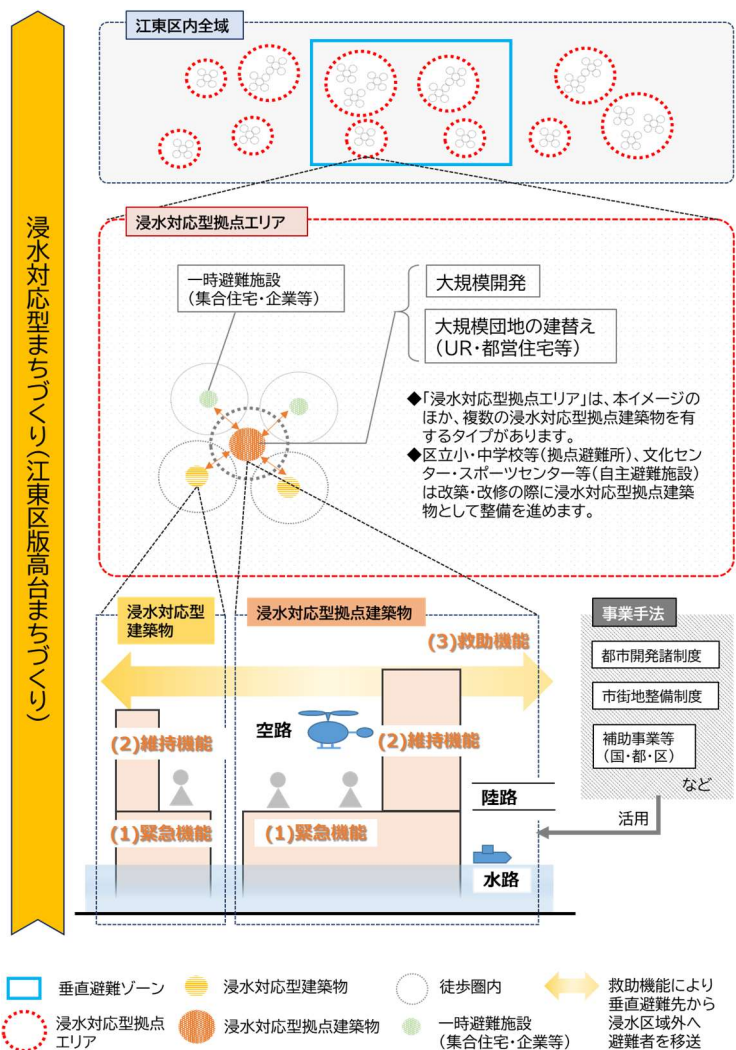 江東区内全域
浸水対応型まちづくり(江東区版高台まちづくり)
浸水対応型拠点エリア
一時避難施設
(集合住宅・企業等)
大規模開発
大規模団地の建替え
(UR・都営住宅等)
◆「浸水対応型拠点エリア」は、本イメージの
ほか、複数の浸水対応型拠点建築物を有
するタイプがあります。
◆区立小・中学校等(拠点避難所)、文化セン
ター・スポーツセンター等(自主避難施設)
は改築・改修の際に浸水対応型拠点建築
物として整備を進めます。
浸水対応型
建築物
浸水対応型拠点建築物
事業手法
(3)救助機能
都市開発諸制度
市街地整備制度
補助事業等
(国・都・区)
など
活用
空路
(2)維持機能
(2)維持機能
陸路
(1)緊急機能
(1)緊急機能
水路
垂直避難ゾーン
浸水対応型建築物
徒歩圏内
救助機能により
垂直避難先から
浸水区域外へ
避難者を移送
浸水対応型拠点
エリア
浸水対応型拠点建築物
一時避難施設
(集合住宅・企業等)